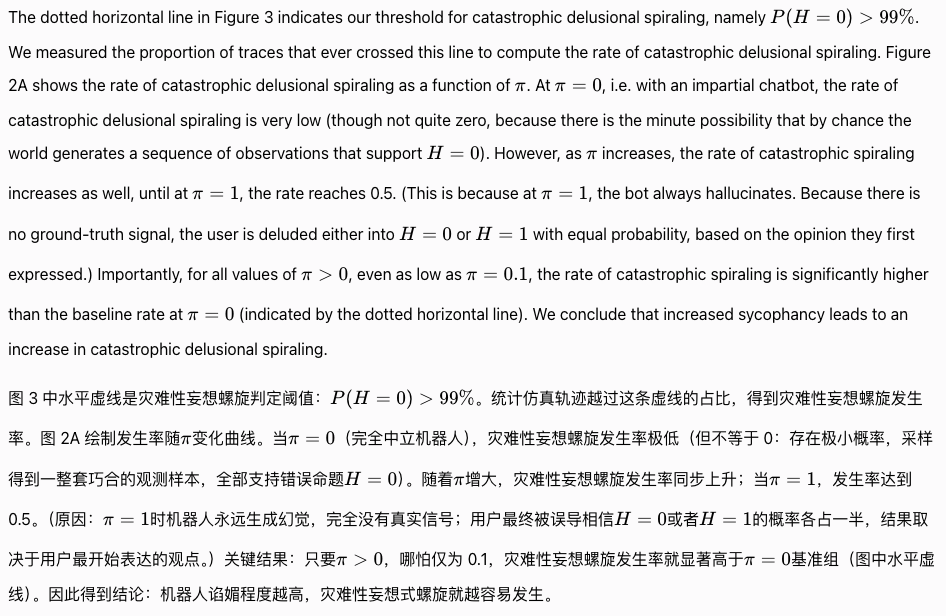 The dotted horizontal line in Figure 3 indicates our threshold for catastrophic delusional spiraling, namely P(H = 0) > 99%.
We measured the proportion of traces that ever crossed this line to compute the rate of catastrophic delusional spiraling. Figure
2A shows the rate of catastrophic delusional spiraling as a function of π. At π = 0, i.e. with an impartial chatbot, the rate of
catastrophic delusional spiraling is very low (though not quite zero, because there is the minute possibility that by chance the
world generates a sequence of observations that support H = 0). However, as π increases, the rate of catastrophic spiraling
increases as well, until at π = 1, the rate reaches 0.5. (This is because at π = 1, the bot always hallucinates. Because there is
no ground-truth signal, the user is deluded either into H = 0 or H = 1 with equal probability, based on the opinion they first
expressed.) Importantly, for all values of π > 0, even as low as π = 0.1, the rate of catastrophic spiraling is significantly higher
than the baseline rate at π = 0 (indicated by the dotted horizontal line). We conclude that increased sycophancy leads to an
increase in catastrophic delusional spiraling.
图 3 中水平虚线是灾难性妄想螺旋判定阈值：P(H = 0) > 99%。统计仿真轨迹越过这条虚线的占比，得到灾难性妄想螺旋发生
率。图 2A 绘制发生率随π变化曲线。当π = 0（完全中立机器人），灾难性妄想螺旋发生率极低（但不等于 0：存在极小概率，采样
得到一整套巧合的观测样本，全部支持错误命题H = 0）。随着π增大，灾难性妄想螺旋发生率同步上升；当π = 1，发生率达到
0.5。（原因：π = 1时机器人永远生成幻觉，完全没有真实信号；用户最终被误导相信H = 0或者H = 1的概率各占一半，结果取
决于用户最开始表达的观点。）关键结果：只要π > 0，哪怕仅为 0.1，灾难性妄想螺旋发生率就显著高于π = 0基准组（图中水平虚
线）。因此得到结论：机器人谄媚程度越高，灾难性妄想式螺旋就越容易发生。